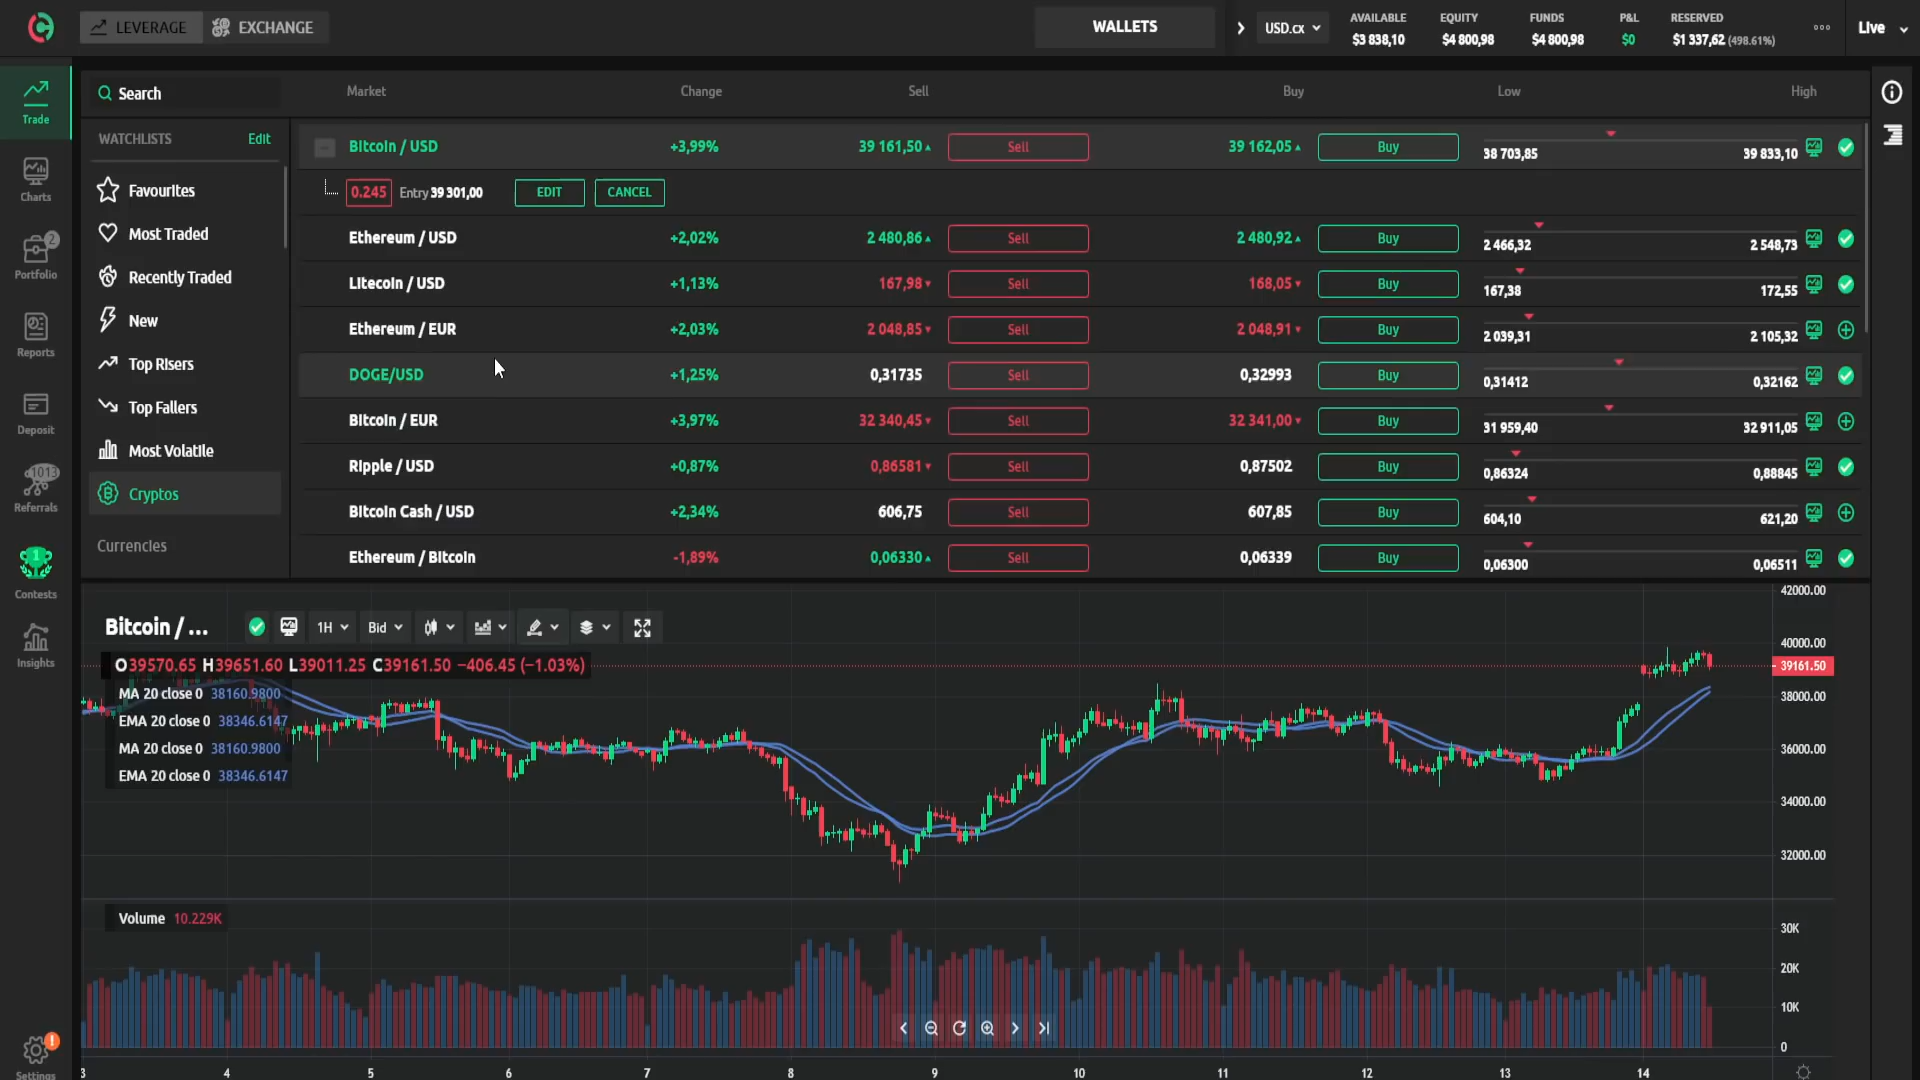 LEVERAGE EXCHANGE WALLETS USD.cx AVAILABLE EQUITY FUNDS P&L RESERVED Live
$3 838,10 $4 800,98 $4 800,98 $0 $1 337,62 (498.61%)
Trade
Charts
2
Portfolio
Reports
Deposit
1013
Referrals
1
Contests
Insights
!
Settings
Search
WATCHLISTS Edit
Favourites
Most Traded
Recently Traded
New
Top Risers
Top Fallers
Most Volatile
Cryptos
Currencies
Market Change Sell Buy Low High
Bitcoin / USD +3,99% 39 161,50 Sell 39 162,05 Buy 38 703,85 39 833,10
0.245 Entry 39 301,00 EDIT CANCEL
Ethereum / USD +2,02% 2 480,86 Sell 2 480,92 Buy 2 466,32 2 548,73
Litecoin / USD +1,13% 167,98 Sell 168,05 Buy 167,38 172,55
Ethereum / EUR +2,03% 2 048,85 Sell 2 048,91 Buy 2 039,31 2 105,32
DOGE/USD +1,25% 0,31735 Sell 0,32993 Buy 0,31412 0,32162
Bitcoin / EUR +3,97% 32 340,45 Sell 32 341,00 Buy 31 959,40 32 911,05
Ripple / USD +0,87% 0,86581 Sell 0,87502 Buy 0,86324 0,88845
Bitcoin Cash / USD +2,34% 606,75 Sell 607,85 Buy 604,10 621,20
Ethereum / Bitcoin -1,89% 0,06330 Sell 0,06339 Buy 0,06300 0,06511
Bitcoin / ... 1H Bid
O39570.65 H39651.60 L39011.25 C39161.50 −406.45 (−1.03%)
MA 20 close 0 38160.9800
EMA 20 close 0 38346.6147
MA 20 close 0 38160.9800
EMA 20 close 0 38346.6147
42000.00
40000.00
39161.50
38000.00
36000.00
34000.00
32000.00
Volume 10.229K
30K
20K
10K
0
3 4 5 6 7 8 9 10 11 12 13 14